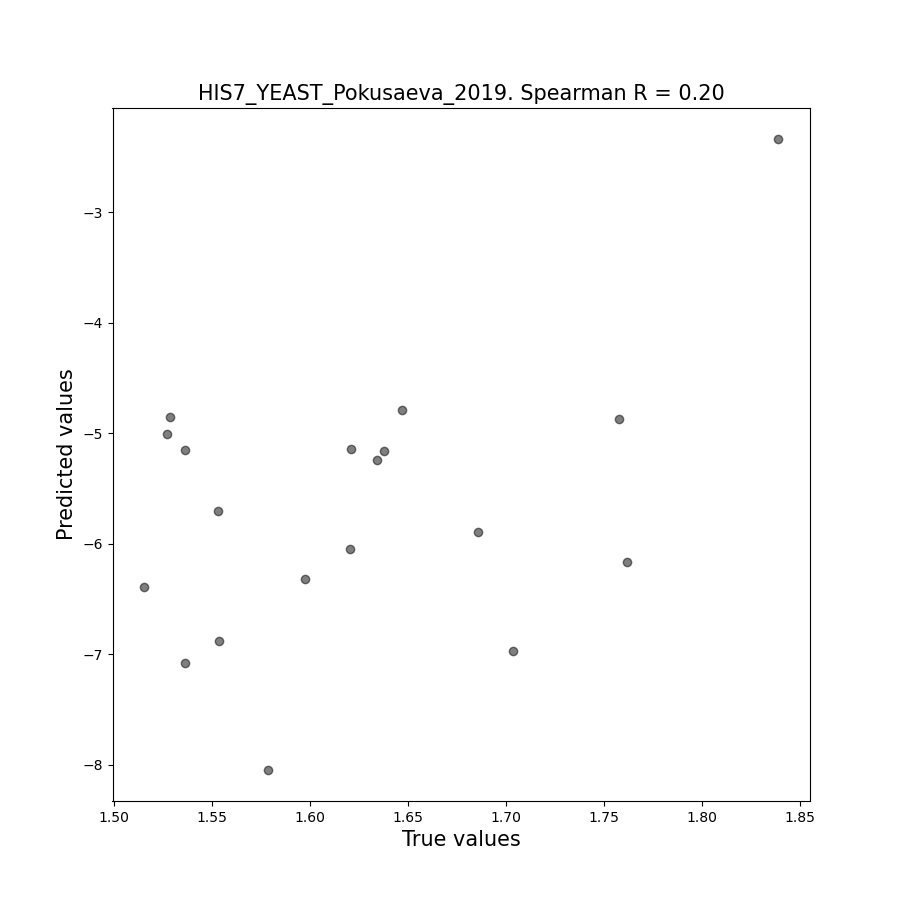 HIS7_YEAST_Pokusaeva_2019. Spearman R = 0.20
−3
−4
−5
−6
−7
−8
Predicted values
1.50 1.55 1.60 1.65 1.70 1.75 1.80 1.85
True values